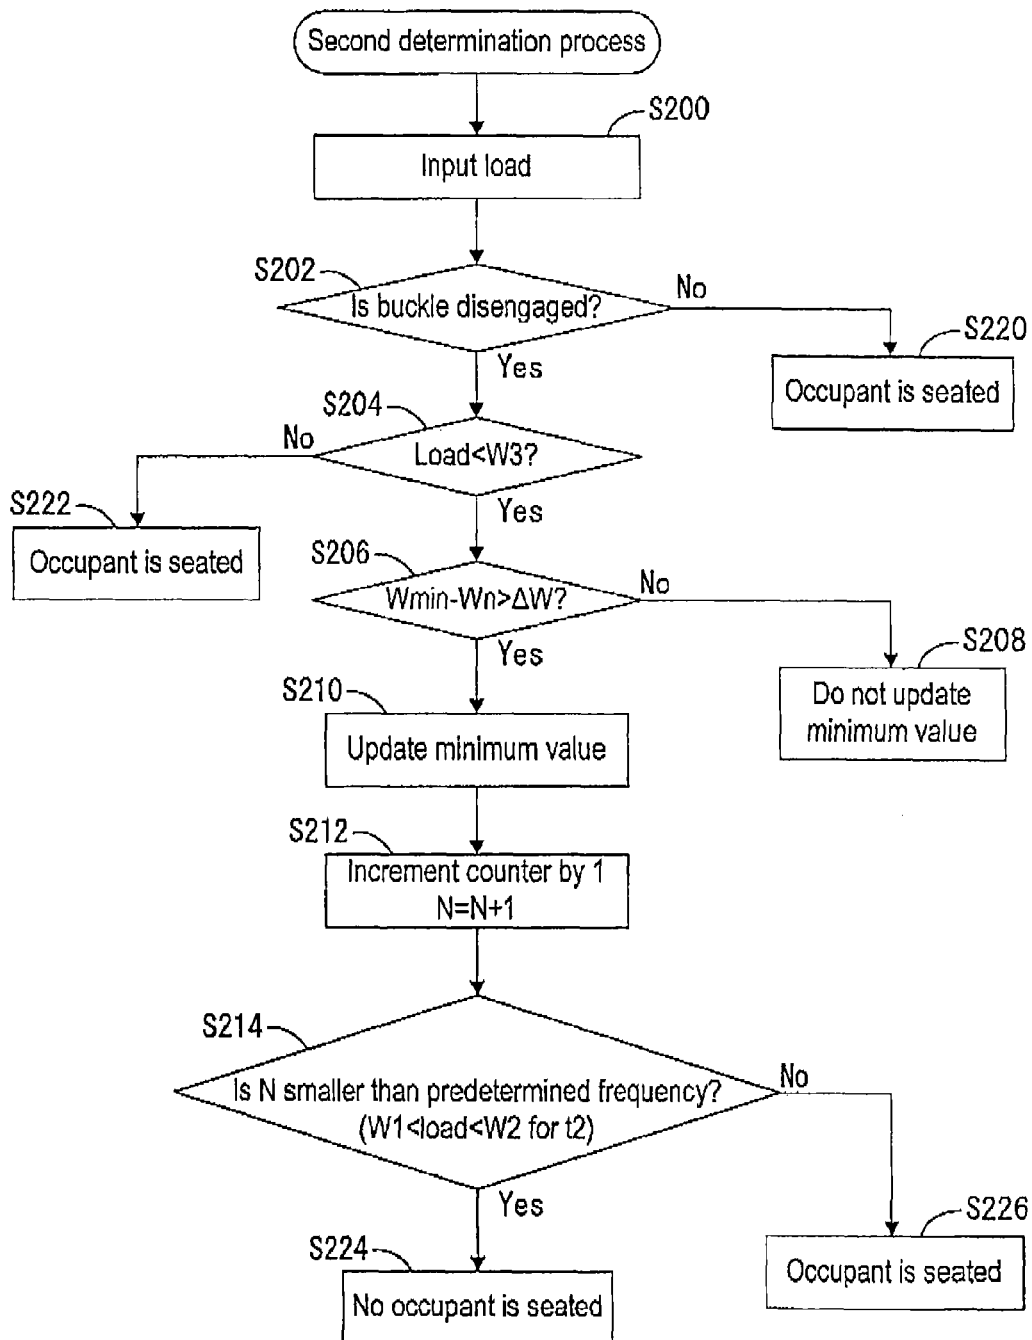 Second determination process
S200
Input load
S202
Is buckle disengaged?
No
Yes
S220
Occupant is seated
S204
Load<W3?
No
Yes
S222
Occupant is seated
S206
Wmin-Wn>ΔW?
No
Yes
S208
Do not update
minimum value
S210
Update minimum value
S212
Increment counter by 1
N=N+1
S214
Is N smaller than predetermined frequency?
(W1<load<W2 for t2)
No
Yes
S226
Occupant is seated
S224
No occupant is seated